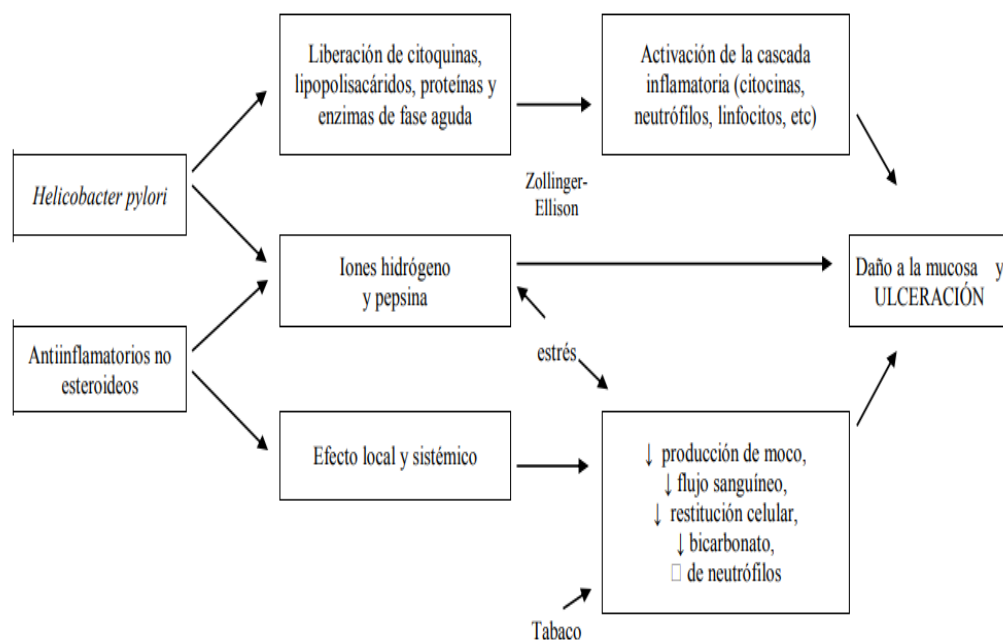 Liberación de citoquinas,
lipopolisacáridos, proteínas y
enzimas de fase aguda
Activación de la cascada
inflamatoria (citocinas,
neutrófilos, linfocitos, etc)
Helicobacter pylori
Zollinger-
Ellison
Iones hidrógeno
y pepsina
Daño a la mucosa y
ULCERACIÓN
Antiinflamatorios no
esteroideos
estrés
Efecto local y sistémico
↓ producción de moco,
↓ flujo sanguíneo,
↓ restitución celular,
↓ bicarbonato,
□ de neutrófilos
Tabaco